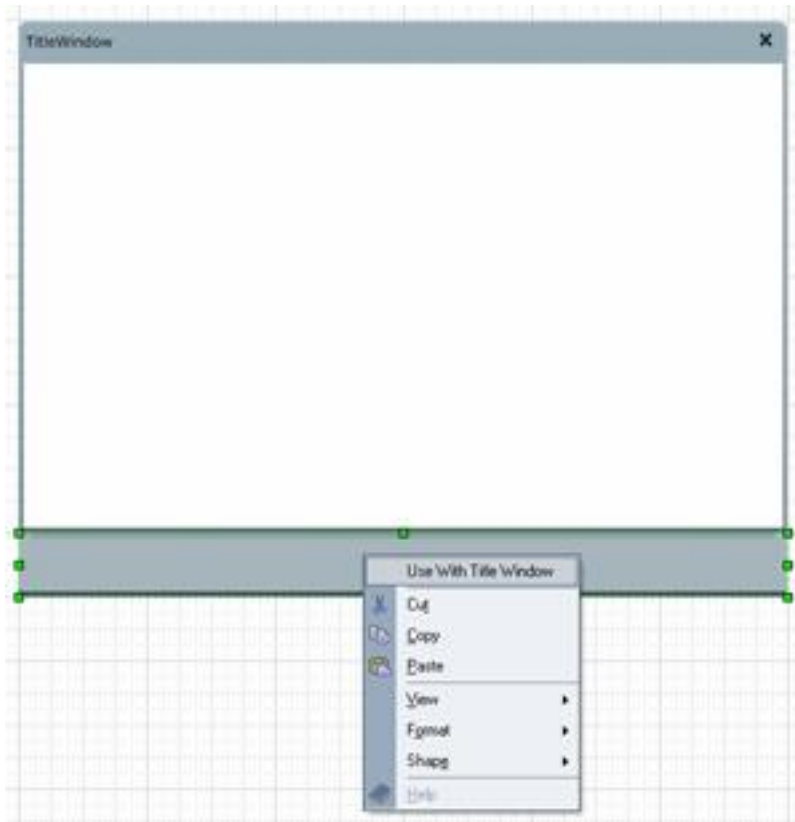 TitleWindow
Use With Title Window
Cut
Copy
Paste
View
Format
Shape
Help